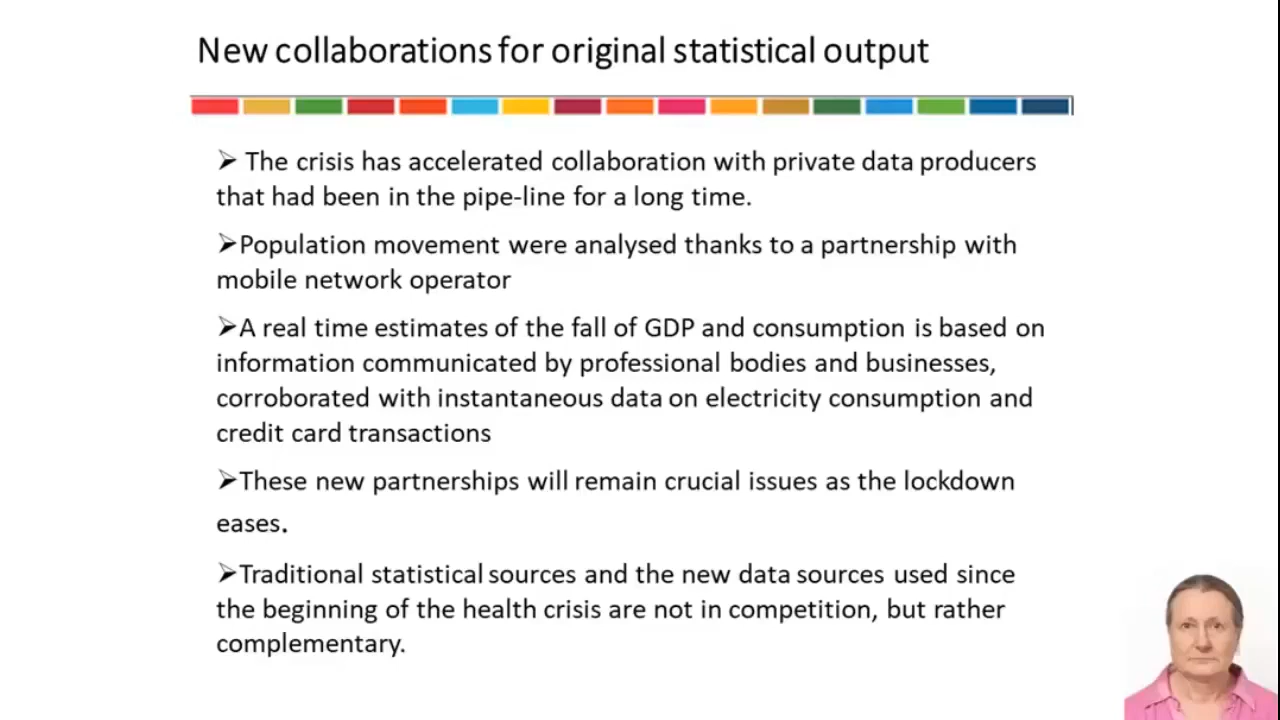 New collaborations for original statistical output
➢ The crisis has accelerated collaboration with private data producers
that had been in the pipe-line for a long time.
➢Population movement were analysed thanks to a partnership with
mobile network operator
➢A real time estimates of the fall of GDP and consumption is based on
information communicated by professional bodies and businesses,
corroborated with instantaneous data on electricity consumption and
credit card transactions
➢These new partnerships will remain crucial issues as the lockdown
eases.
➢Traditional statistical sources and the new data sources used since
the beginning of the health crisis are not in competition, but rather
complementary.